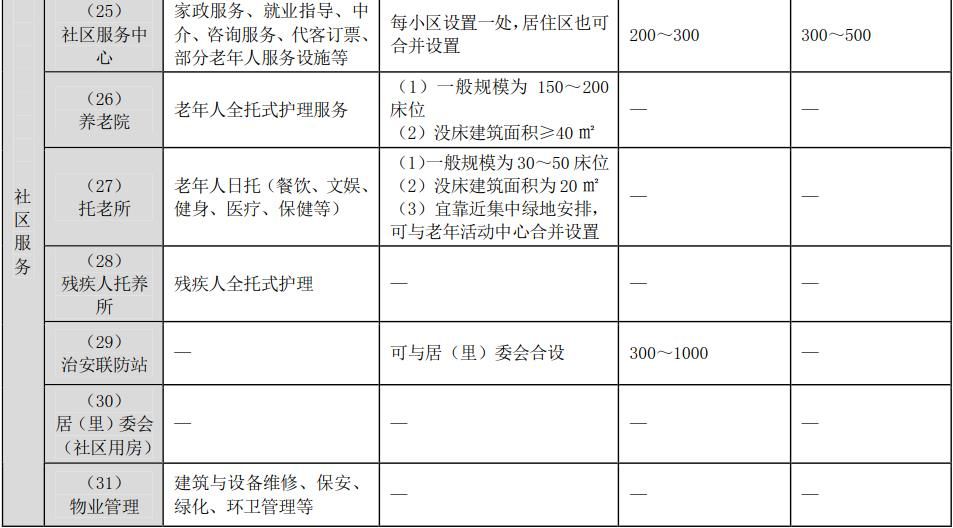 社
区
服
务
（25）
社区服务中
心
家政服务、就业指导、中
介、咨询服务、代客订票、
部分老年人服务设施等
每小区设置一处，居住区也可
合并设置
200～300
300～500
（26）
养老院
老年人全托式护理服务
（1）一般规模为 150～200
床位
（2）没床建筑面积≥40 ㎡
—
—
（27）
托老所
老年人日托（餐饮、文娱、
健身、医疗、保健等）
（1）一般规模为 30～50 床位
（2）没床建筑面积为 20 ㎡
（3）宜靠近集中绿地安排，
可与老年活动中心合并设置
—
—
（28）
残疾人托养
所
残疾人全托式护理
—
—
—
（29）
治安联防站
—
可与居（里）委会合设
300～1000
—
（30）
居（里）委会
（社区用房）
—
—
—
—
（31）
物业管理
建筑与设备维修、保安、
绿化、环卫管理等
—
—
—